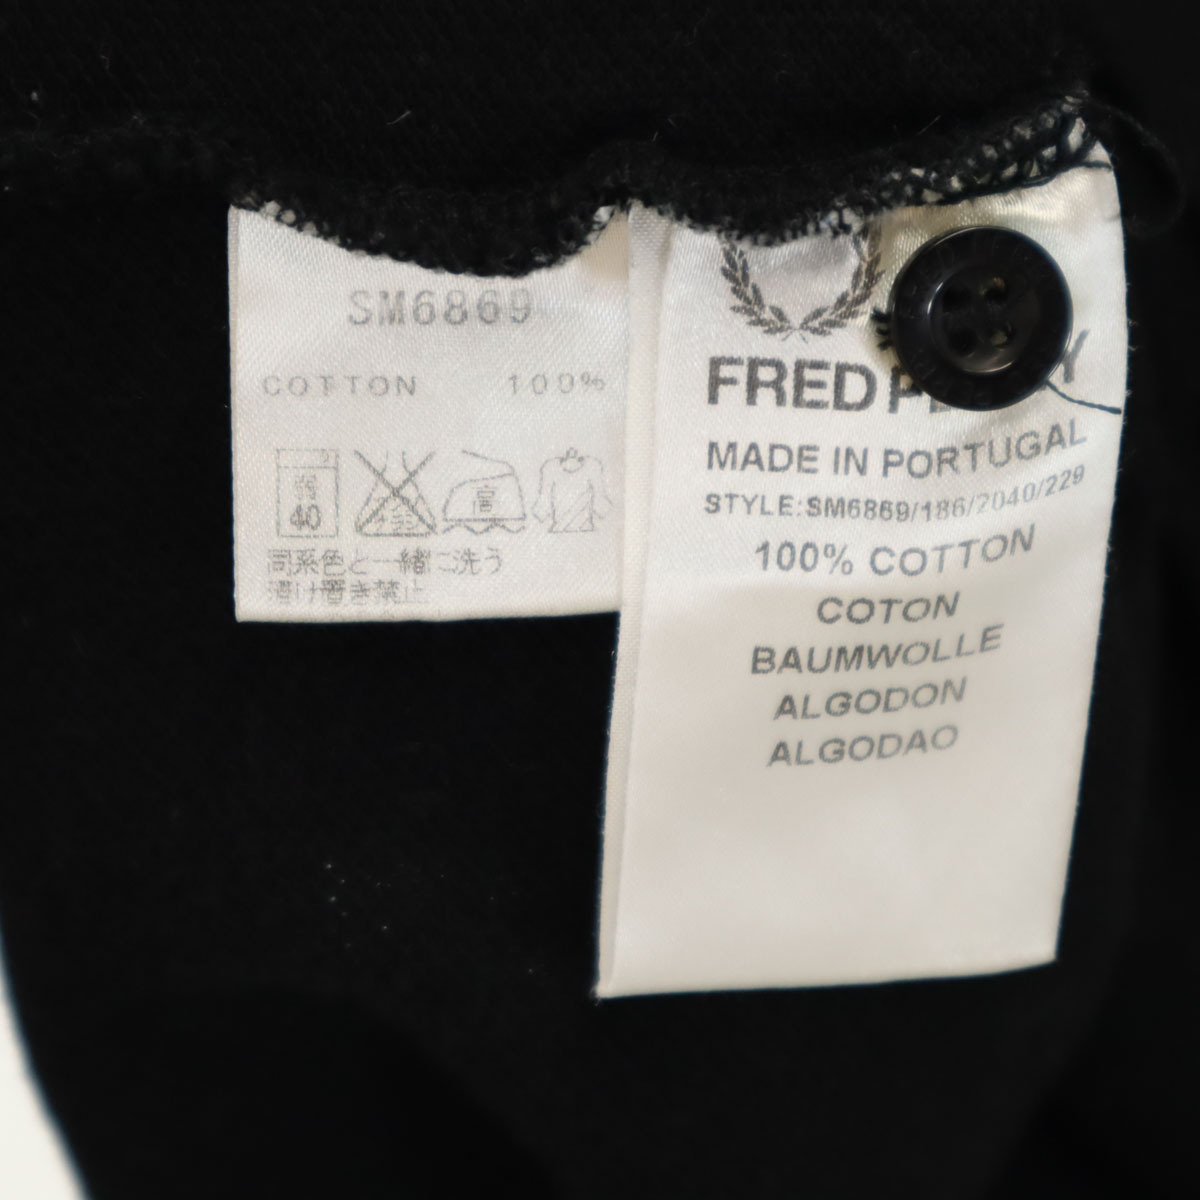 SM6869
COTTON 100%
40
高
同系色と一緒に洗う
漬け置き禁止
FRED
MADE IN PORTUGAL
STYLE:SM6869/186/2040/229
100% COTTON
COTON
BAUMWOLLE
ALGODON
ALGODAO